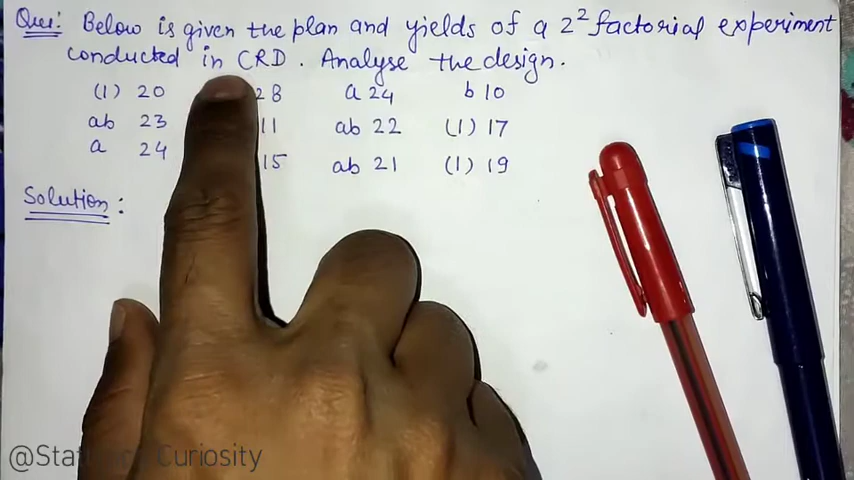 Que: Below is given the plan and yields of a 2² factorial experiment
conducted in CRD. Analyse the design.
(1) 20 28 a 24 b 10
ab 23 11 ab 22 (1) 17
a 24 15 ab 21 (1) 19
Solution:
@Stat Curiosity